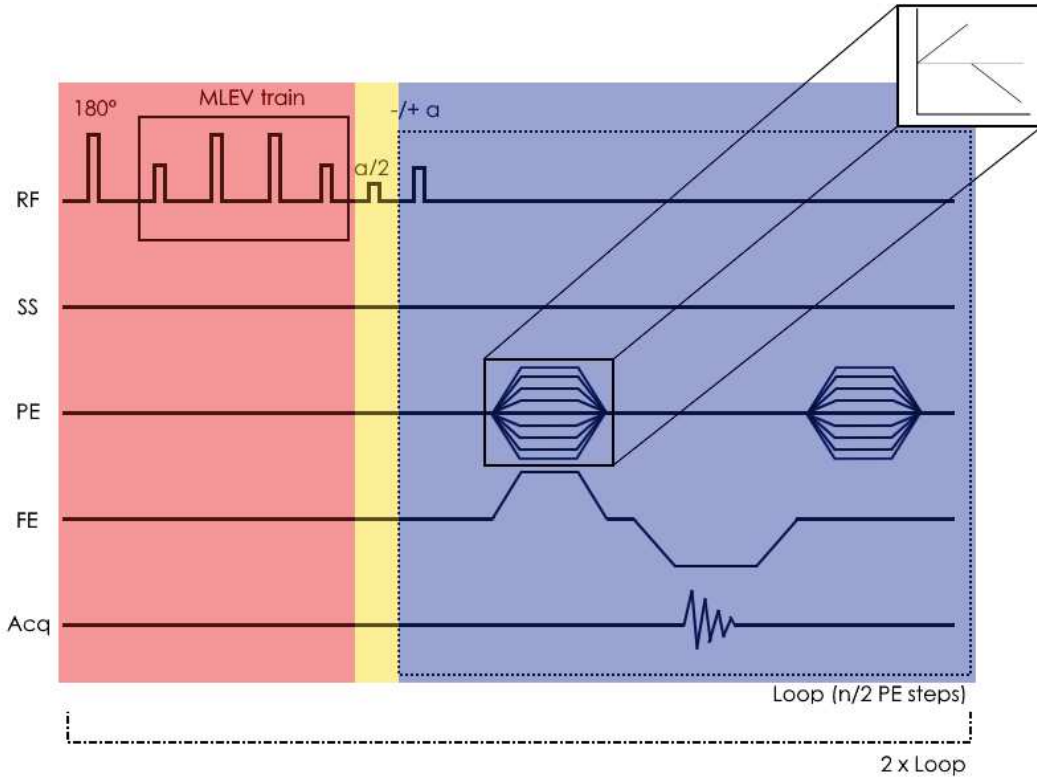 180°
MLEV train
-/+ a
a/2
RF
SS
PE
FE
Acq
Loop (n/2 PE steps)
2 x Loop